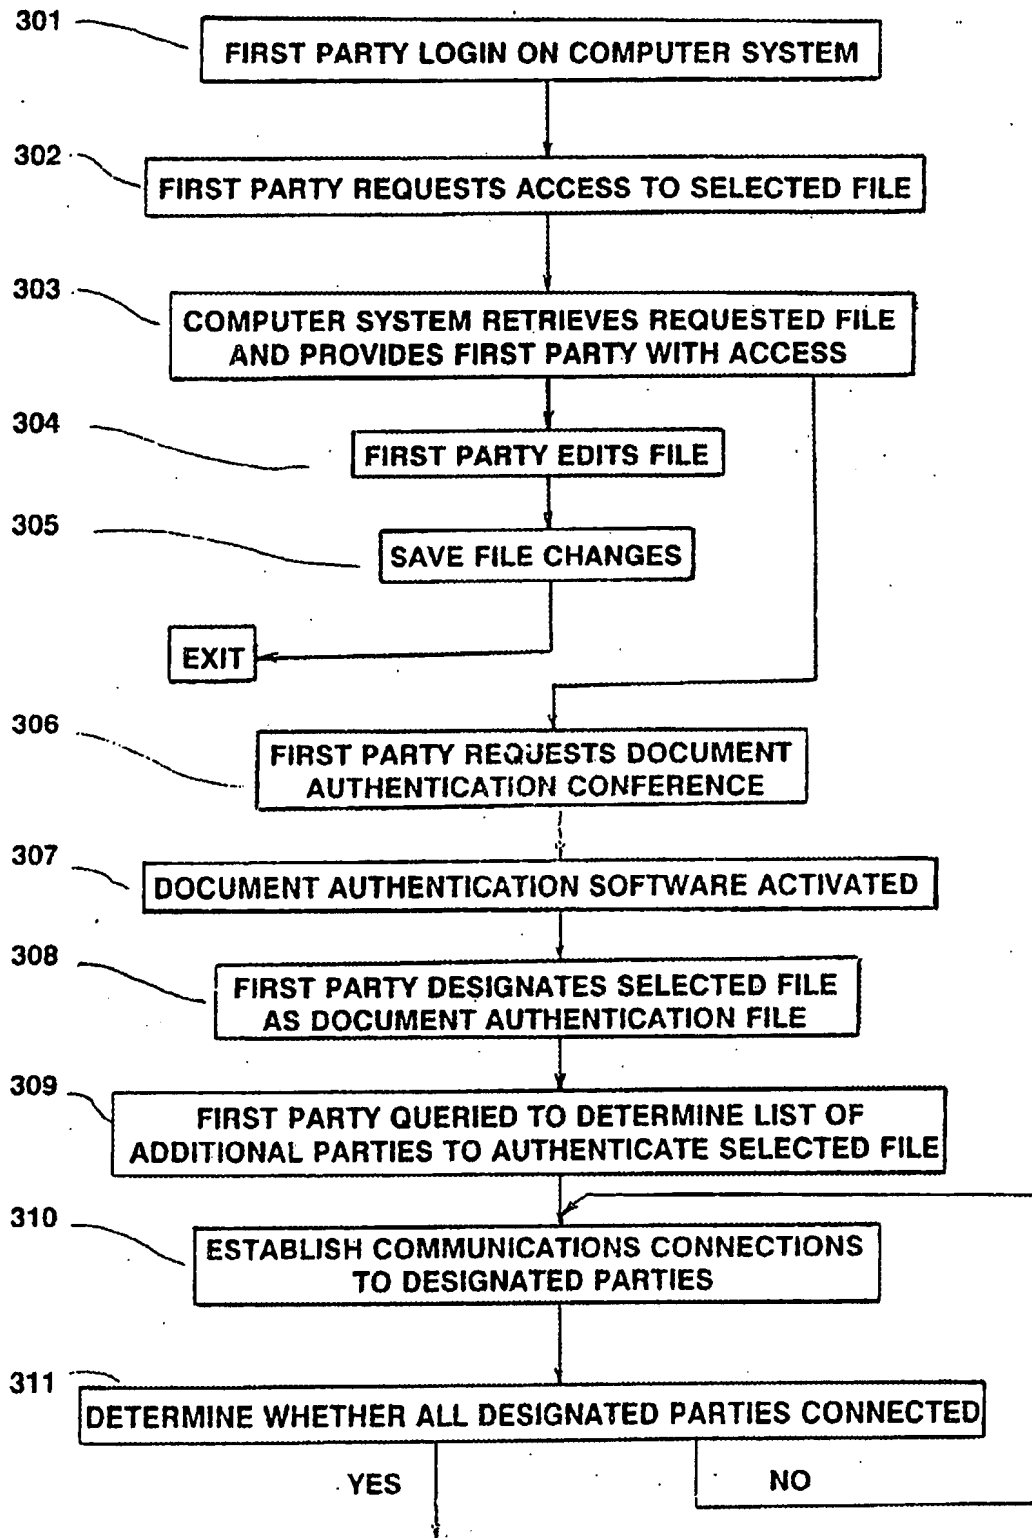 301
FIRST PARTY LOGIN ON COMPUTER SYSTEM
302
FIRST PARTY REQUESTS ACCESS TO SELECTED FILE
303
COMPUTER SYSTEM RETRIEVES REQUESTED FILE
AND PROVIDES FIRST PARTY WITH ACCESS
304
FIRST PARTY EDITS FILE
305
SAVE FILE CHANGES
EXIT
306
FIRST PARTY REQUESTS DOCUMENT
AUTHENTICATION CONFERENCE
307
DOCUMENT AUTHENTICATION SOFTWARE ACTIVATED
308
FIRST PARTY DESIGNATES SELECTED FILE
AS DOCUMENT AUTHENTICATION FILE
309
FIRST PARTY QUERIED TO DETERMINE LIST OF
ADDITIONAL PARTIES TO AUTHENTICATE SELECTED FILE
310
ESTABLISH COMMUNICATIONS CONNECTIONS
TO DESIGNATED PARTIES
311
DETERMINE WHETHER ALL DESIGNATED PARTIES CONNECTED
YES
NO